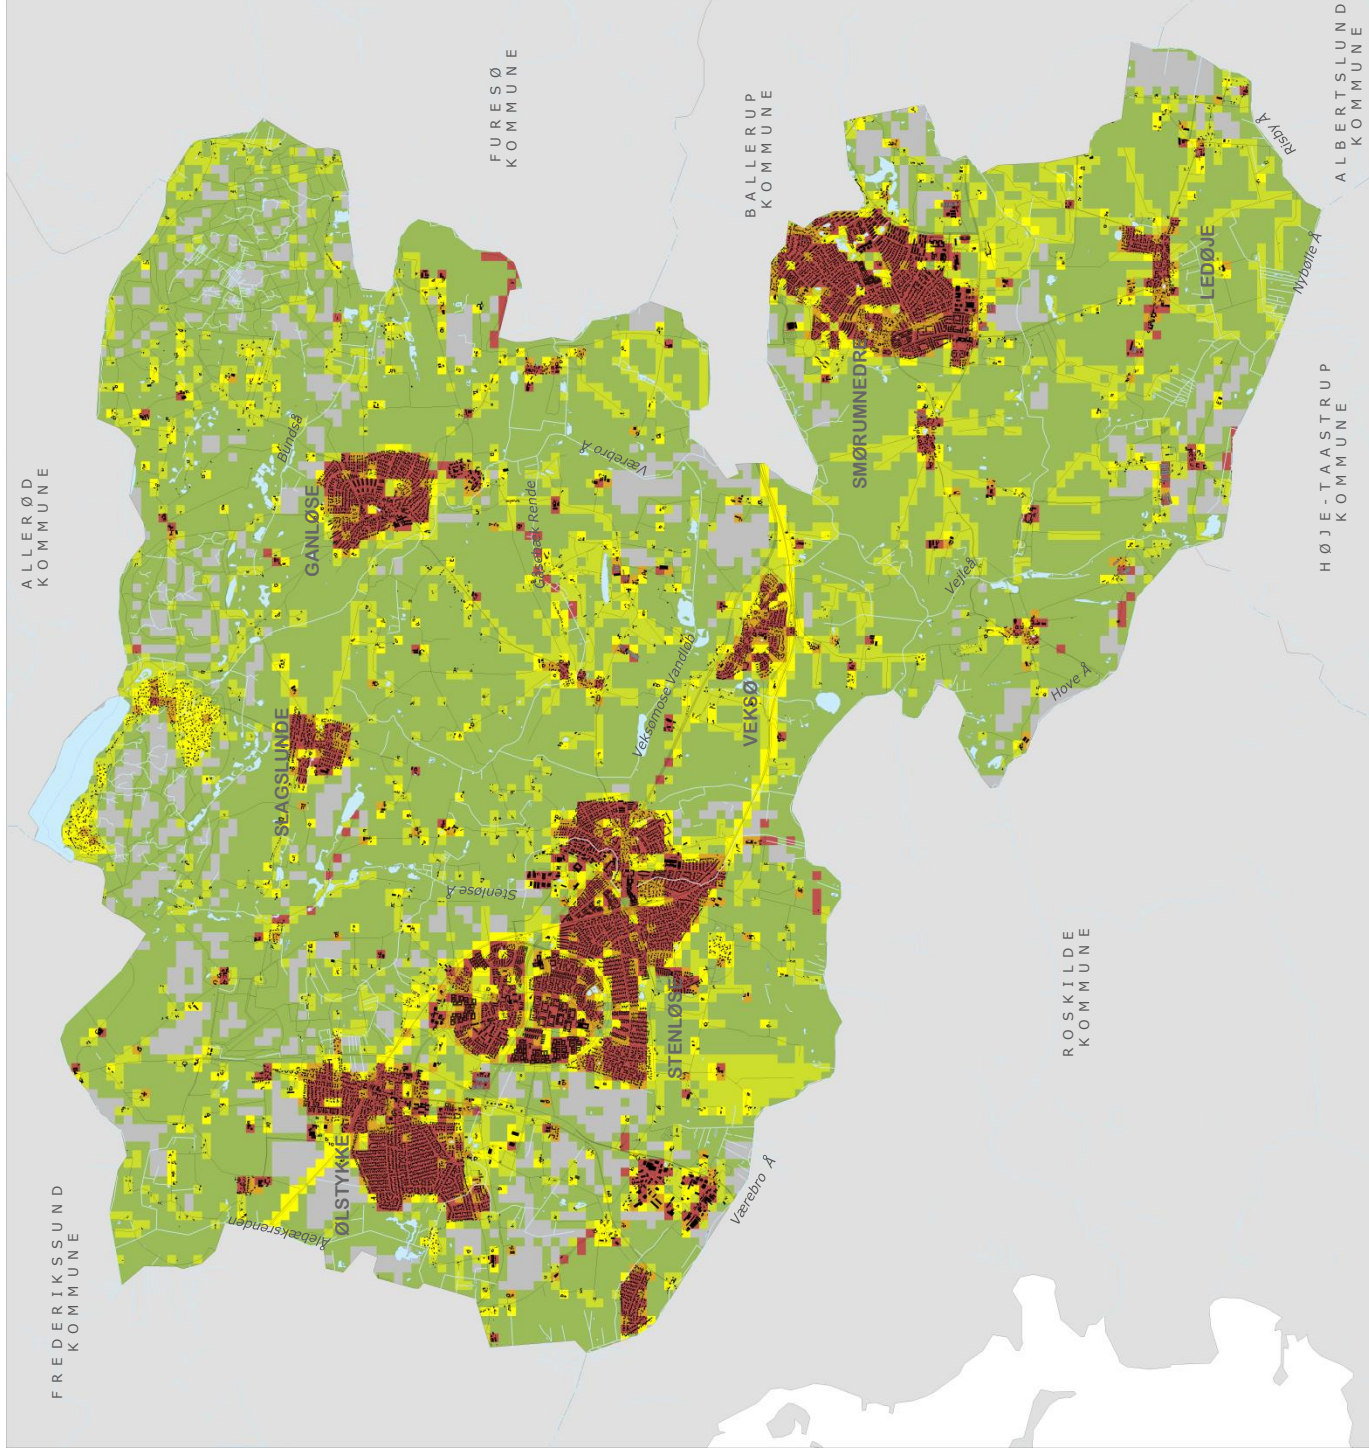 FREDERIKSSUND
KOMMUNE
ALLERØD
KOMMUNE
FURESØ
KOMMUNE
BALLERUP
KOMMUNE
ALBERTSLUND
KOMMUNE
HØJE-TAASTRUP
KOMMUNE
ROSKILDE
KOMMUNE
ØLSTYKKE
Ålebæksrenden
Værebro Å
STENLØSE
Stenløse Å
SLAGSLUNDE
GANLØSE
Bundså
Værebro Å
Veksømose Vandløb
VEKSØ
SMØRUMNEDRE
LEDØJE
Vejleå
Hove Å
Nybølle Å
Risby Å